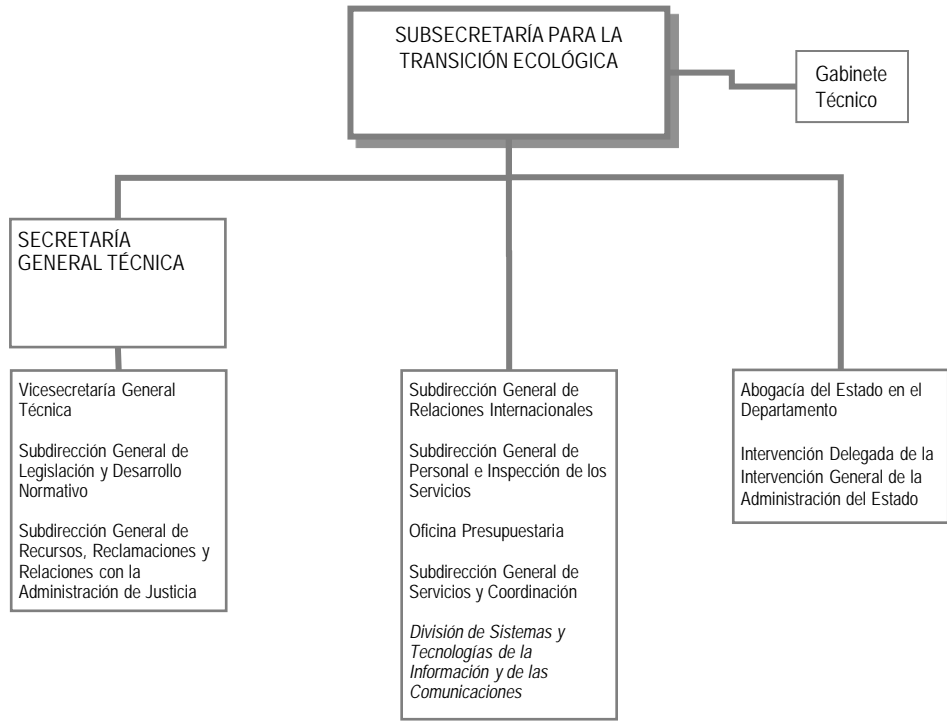 SUBSECRETARÍA PARA LA
TRANSICIÓN ECOLÓGICA
Gabinete
Técnico
SECRETARÍA
GENERAL TÉCNICA
Vicesecretaría General
Técnica
Subdirección General de
Legislación y Desarrollo
Normativo
Subdirección General de
Recursos, Reclamaciones y
Relaciones con la
Administración de Justicia
Subdirección General de
Relaciones Internacionales
Subdirección General de
Personal e Inspección de los
Servicios
Oficina Presupuestaria
Subdirección General de
Servicios y Coordinación
División de Sistemas y
Tecnologías de la
Información y de las
Comunicaciones
Abogacía del Estado en el
Departamento
Intervención Delegada de la
Intervención General de la
Administración del Estado